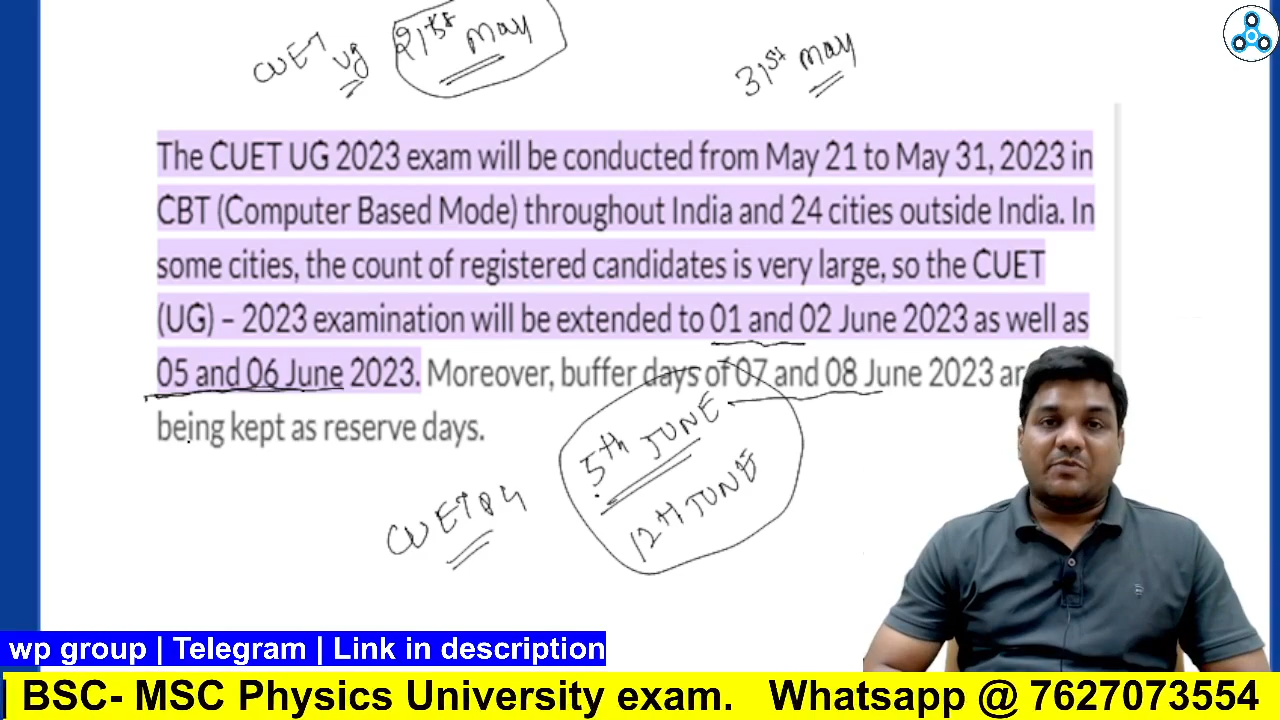 CUET ug 21st May
31st May
The CUET UG 2023 exam will be conducted from May 21 to May 31, 2023 in
CBT (Computer Based Mode) throughout India and 24 cities outside India. In
some cities, the count of registered candidates is very large, so the CUET
(UG) – 2023 examination will be extended to 01 and 02 June 2023 as well as
05 and 06 June 2023. Moreover, buffer days of 07 and 08 June 2023 ar
being kept as reserve days.
5th JUNE
12TH JUNE
CUET
wp group | Telegram | Link in description
| BSC- MSC Physics University exam. Whatsapp @ 7627073554